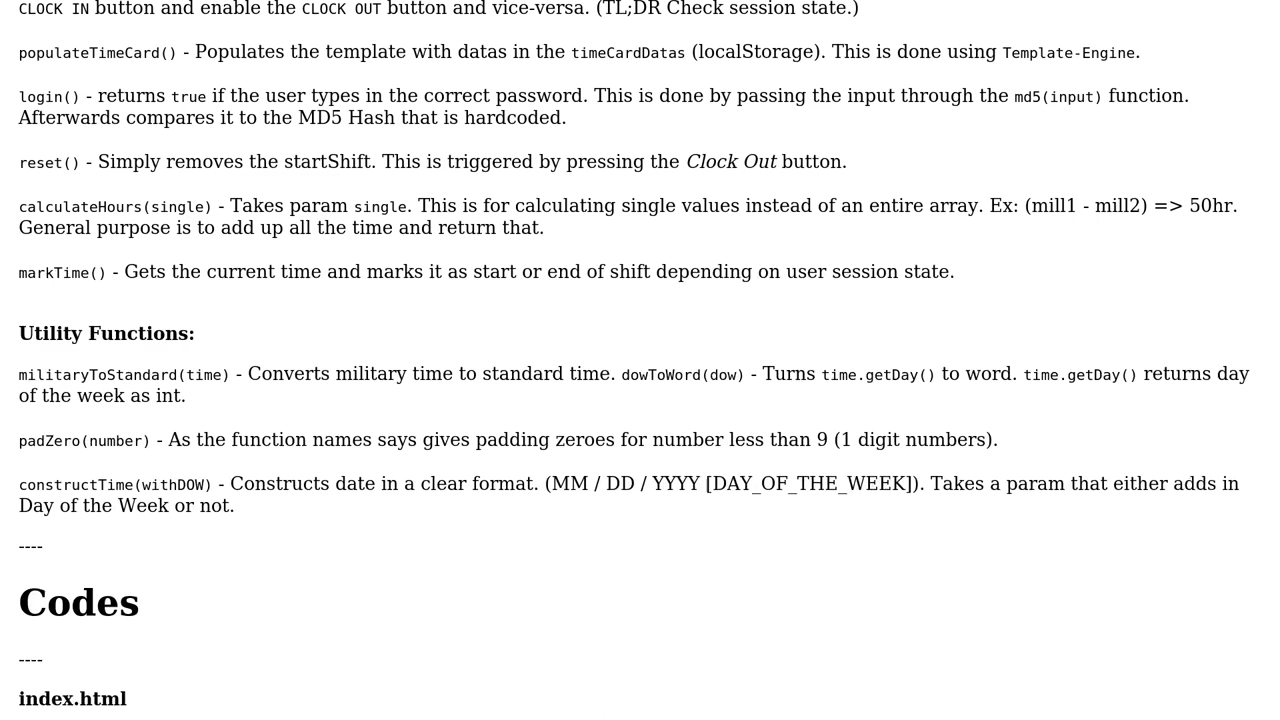 CLOCK IN button and enable the CLOCK OUT button and vice-versa. (TL;DR Check session state.)
populateTimeCard() - Populates the template with datas in the timeCardDatas (localStorage). This is done using Template-Engine.
login() - returns true if the user types in the correct password. This is done by passing the input through the md5(input) function.
Afterwards compares it to the MD5 Hash that is hardcoded.
reset() - Simply removes the startShift. This is triggered by pressing the Clock Out button.
calculateHours(single) - Takes param single. This is for calculating single values instead of an entire array. Ex: (mill1 - mill2) => 50hr.
General purpose is to add up all the time and return that.
markTime() - Gets the current time and marks it as start or end of shift depending on user session state.
Utility Functions:
militaryToStandard(time) - Converts military time to standard time. dowToWord(dow) - Turns time.getDay() to word. time.getDay() returns day
of the week as int.
padZero(number) - As the function names says gives padding zeroes for number less than 9 (1 digit numbers).
constructTime(withDOW) - Constructs date in a clear format. (MM / DD / YYYY [DAY_OF_THE_WEEK]). Takes a param that either adds in
Day of the Week or not.
----
Codes
----
index.html